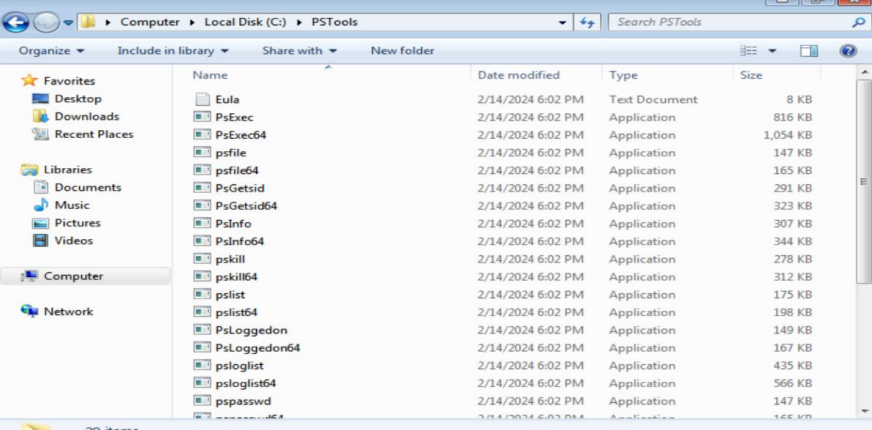 Computer Local Disk (C:) PSTools Search PSTools
Organize Include in library Share with New folder
Favorites
Desktop
Downloads
Recent Places
Libraries
Documents
Music
Pictures
Videos
Computer
Network
Name Date modified Type Size
Eula 2/14/2024 6:02 PM Text Document 8 KB
PsExec 2/14/2024 6:02 PM Application 816 KB
PsExec64 2/14/2024 6:02 PM Application 1,054 KB
psfile 2/14/2024 6:02 PM Application 147 KB
psfile64 2/14/2024 6:02 PM Application 165 KB
PsGetsid 2/14/2024 6:02 PM Application 291 KB
PsGetsid64 2/14/2024 6:02 PM Application 323 KB
PsInfo 2/14/2024 6:02 PM Application 307 KB
PsInfo64 2/14/2024 6:02 PM Application 344 KB
pskill 2/14/2024 6:02 PM Application 278 KB
pskill64 2/14/2024 6:02 PM Application 312 KB
pslist 2/14/2024 6:02 PM Application 175 KB
pslist64 2/14/2024 6:02 PM Application 198 KB
PsLoggedon 2/14/2024 6:02 PM Application 149 KB
PsLoggedon64 2/14/2024 6:02 PM Application 167 KB
psloglist 2/14/2024 6:02 PM Application 435 KB
psloglist64 2/14/2024 6:02 PM Application 566 KB
pspasswd 2/14/2024 6:02 PM Application 147 KB
pspasswd64 2/14/2024 6:02 PM Application 165 KB
items